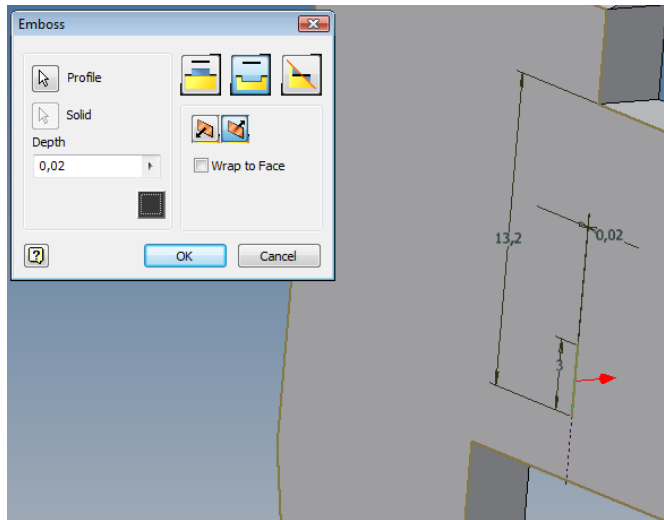 Emboss
Profile
Solid
Depth
0,02
Wrap to Face
OK
Cancel
13,2
0,02
3